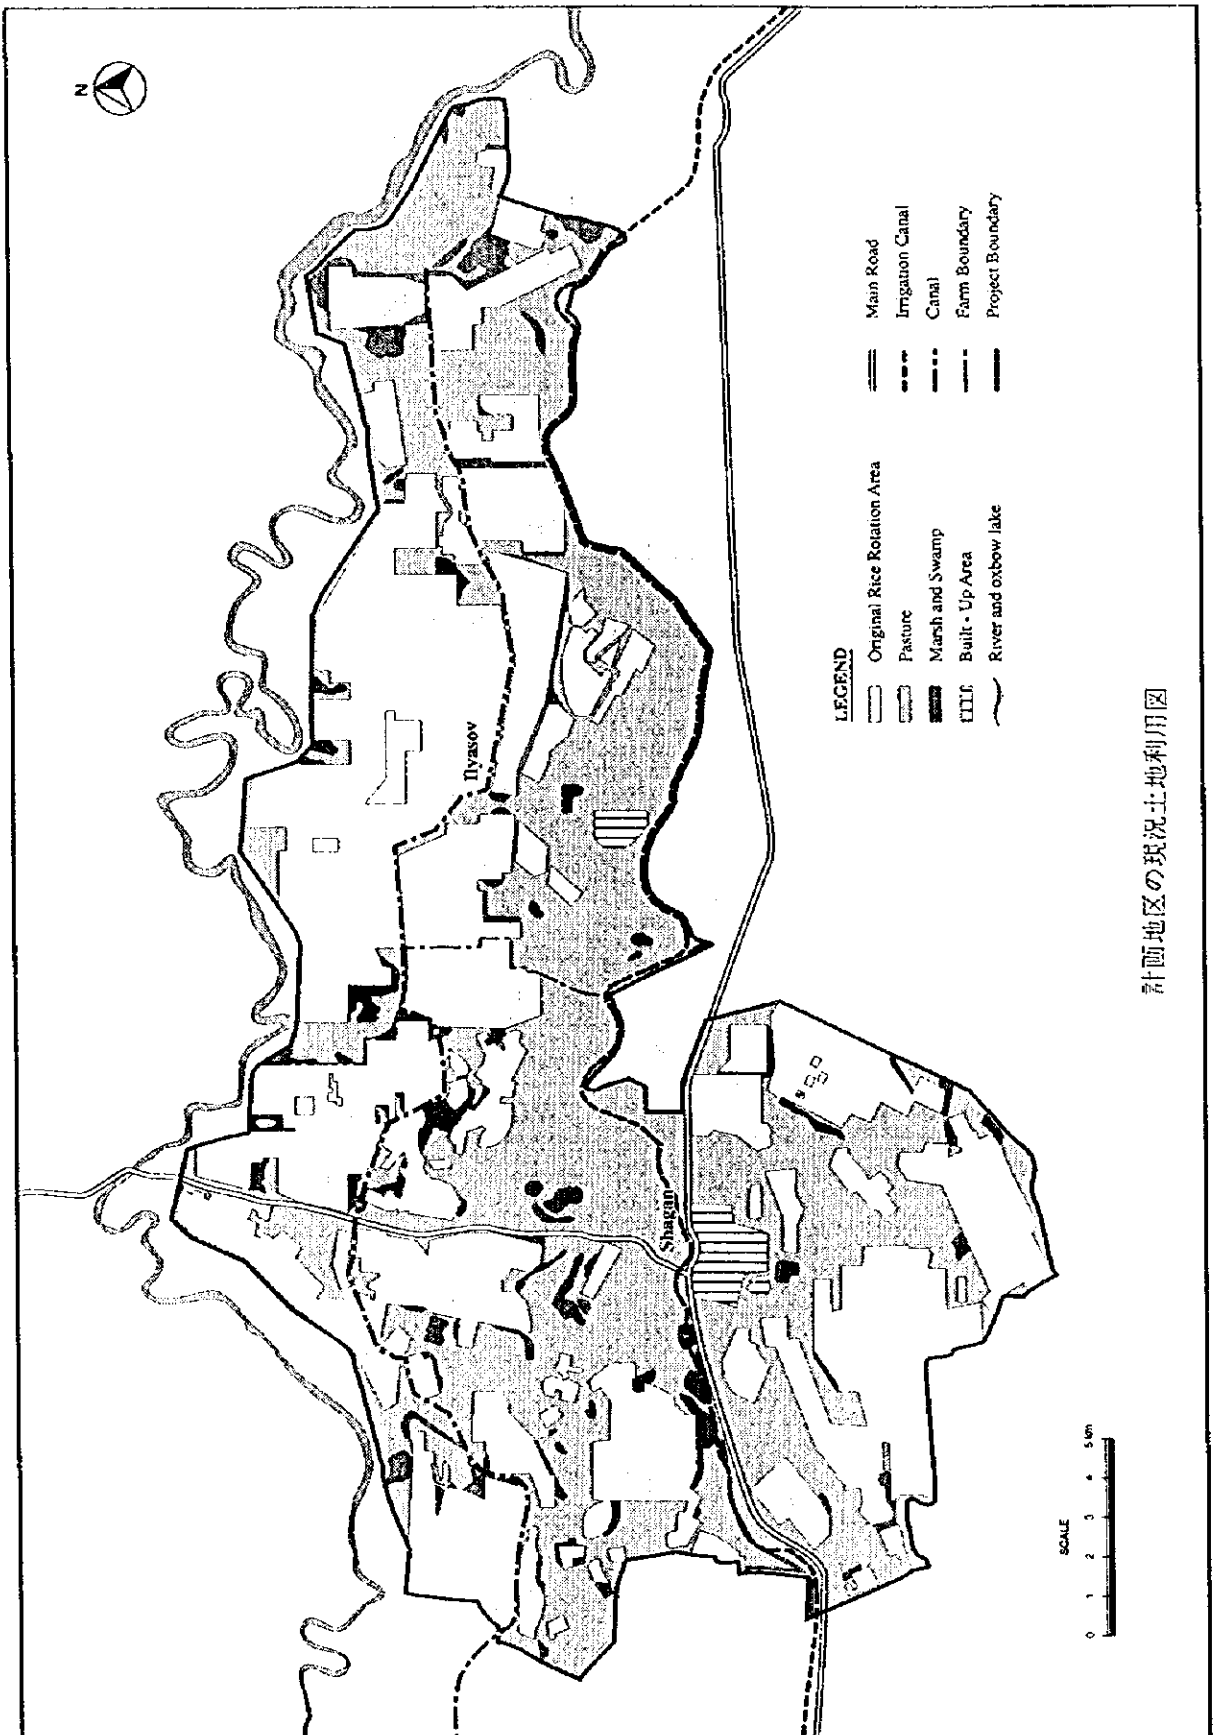 N
Ilyasov
Shagan
LEGEND
Original Rice Rotation Area
Pasture
Marsh and Swamp
Built - Up Area
River and oxbow lake
Main Road
Irrigation Canal
Canal
Farm Boundary
Project Boundary
SCALE
0 1 2 3 4 5 km
計画地区の現況土地利用図